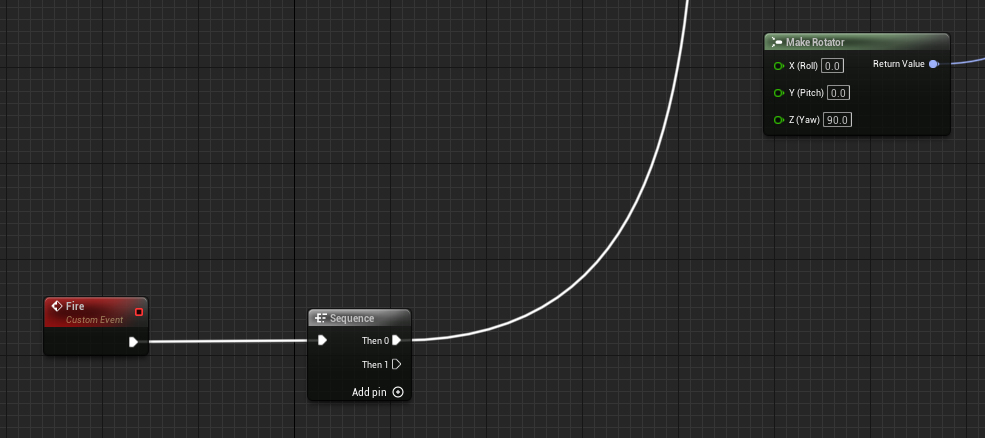 Make Rotator
X (Roll) 0.0 Return Value
Y (Pitch) 0.0
Z (Yaw) 90.0
Fire
Custom Event
Sequence
Then 0
Then 1
Add pin